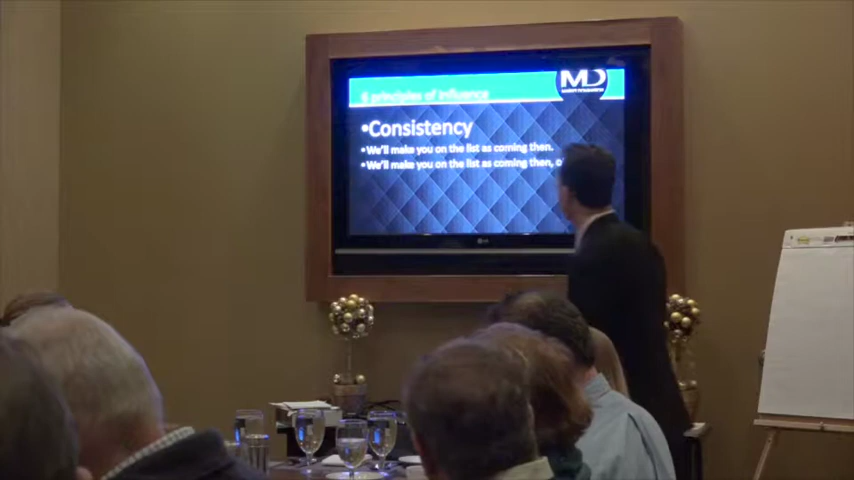 6 principles of influence
MD
•Consistency
•We'll make you on the list as coming then.
•We'll make you on the list as coming then, o
LG